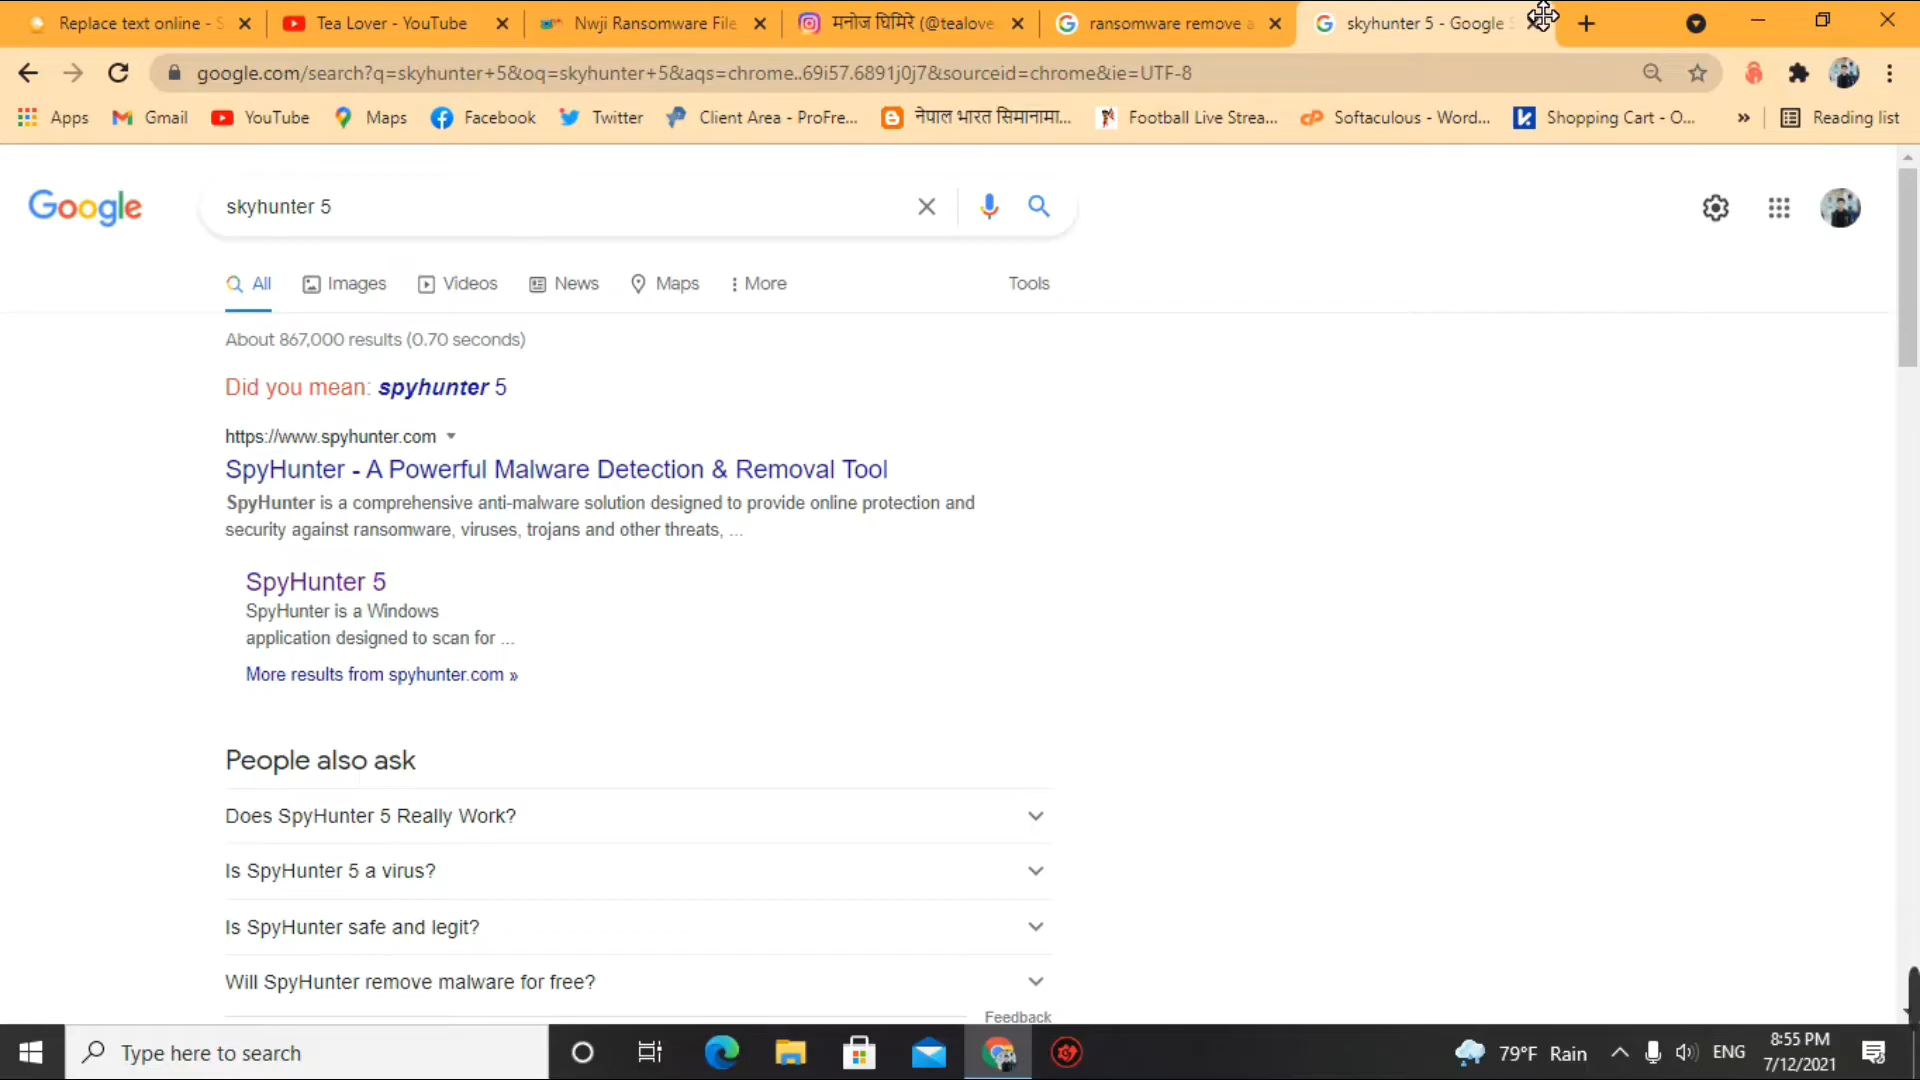 Replace text online - S
Tea Lover - YouTube
Nwji Ransomware File
मनोज घिमिरे (@tealove
ransomware remove a
skyhunter 5 - Google S
google.com/search?q=skyhunter+5&oq=skyhunter+5&aqs=chrome..69i57.6891j0j7&sourceid=chrome&ie=UTF-8
Apps
Gmail
YouTube
Maps
Facebook
Twitter
Client Area - ProFre...
नेपाल भारत सिमानामा...
Football Live Strea...
Softaculous - Word...
Shopping Cart - O...
»
Reading list
Google
skyhunter 5
All
Images
Videos
News
Maps
More
Tools
About 867,000 results (0.70 seconds)
Did you mean: spyhunter 5
https://www.spyhunter.com
SpyHunter - A Powerful Malware Detection & Removal Tool
SpyHunter is a comprehensive anti-malware solution designed to provide online protection and
security against ransomware, viruses, trojans and other threats, ...
SpyHunter 5
SpyHunter is a Windows
application designed to scan for ...
More results from spyhunter.com »
People also ask
Does SpyHunter 5 Really Work?
Is SpyHunter 5 a virus?
Is SpyHunter safe and legit?
Will SpyHunter remove malware for free?
Feedback
Type here to search
79°F Rain
ENG
8:55 PM
7/12/2021